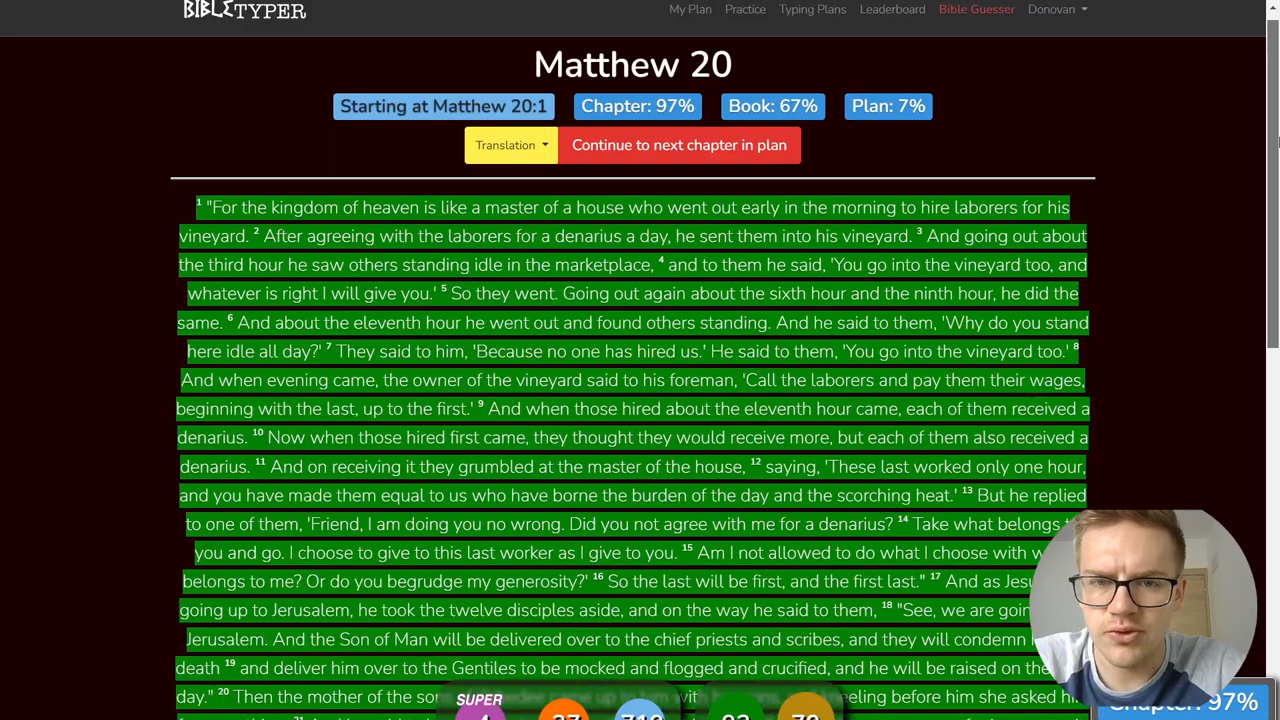 BIBLETYPER
My Plan Practice Typing Plans Leaderboard Bible Guesser Donovan
Matthew 20
Starting at Matthew 20:1 Chapter: 97% Book: 67% Plan: 7%
Translation Continue to next chapter in plan
1 "For the kingdom of heaven is like a master of a house who went out early in the morning to hire laborers for his
vineyard. 2 After agreeing with the laborers for a denarius a day, he sent them into his vineyard. 3 And going out about
the third hour he saw others standing idle in the marketplace, 4 and to them he said, 'You go into the vineyard too, and
whatever is right I will give you.' 5 So they went. Going out again about the sixth hour and the ninth hour, he did the
same. 6 And about the eleventh hour he went out and found others standing. And he said to them, 'Why do you stand
here idle all day?' 7 They said to him, 'Because no one has hired us.' He said to them, 'You go into the vineyard too.' 8
And when evening came, the owner of the vineyard said to his foreman, 'Call the laborers and pay them their wages,
beginning with the last, up to the first.' 9 And when those hired about the eleventh hour came, each of them received a
denarius. 10 Now when those hired first came, they thought they would receive more, but each of them also received a
denarius. 11 And on receiving it they grumbled at the master of the house, 12 saying, 'These last worked only one hour,
and you have made them equal to us who have borne the burden of the day and the scorching heat.' 13 But he replied
to one of them, 'Friend, I am doing you no wrong. Did you not agree with me for a denarius? 14 Take what belongs
you and go. I choose to give to this last worker as I give to you. 15 Am I not allowed to do what I choose with
belongs to me? Or do you begrudge my generosity?' 16 So the last will be first, and the first last." 17 And as
going up to Jerusalem, he took the twelve disciples aside, and on the way he said to them, 18 "See, we are
Jerusalem. And the Son of Man will be delivered over to the chief priests and scribes, and they will condemn
death 19 and deliver him over to the Gentiles to be mocked and flogged and crucified, and he will be raised on
day." 20 Then the mother of the up with kneeling before him she asked
SUPER
Chapter: 97%